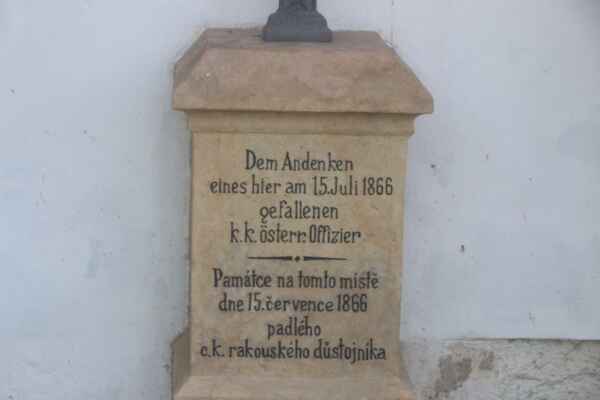 Dem Andenken
eines hier am 15. Juli 1866
gefallenen
k. k. österr. Offizier
Památce na tomto místě
dne 15. července 1866
padlého
c. k. rakouského důstojníka